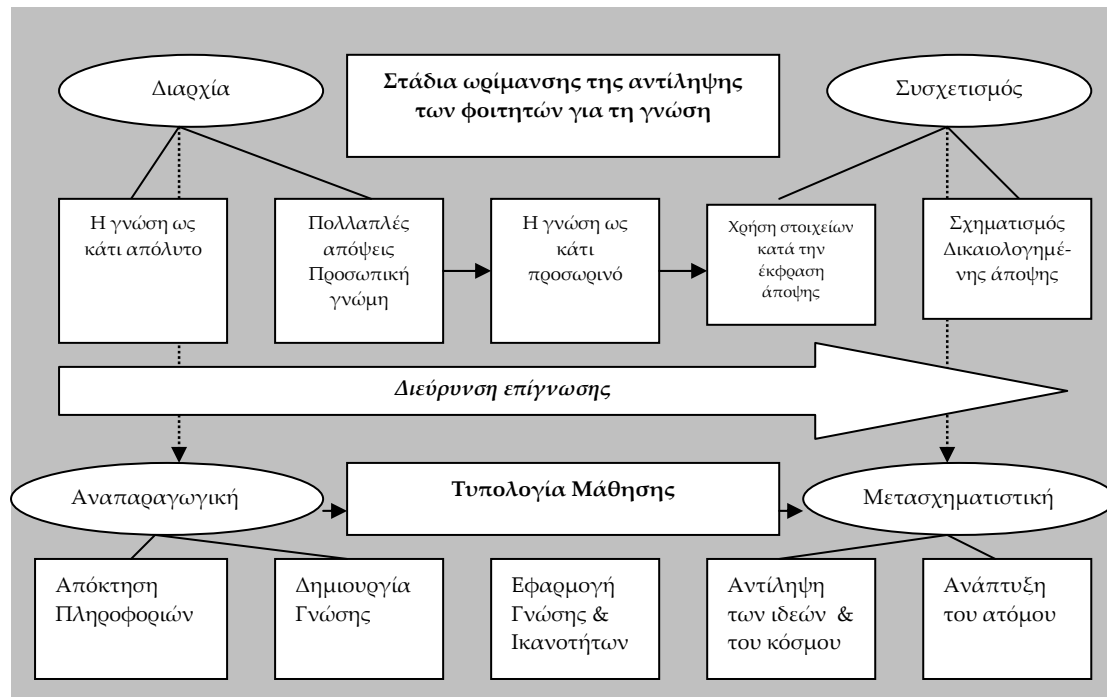 Διαρχία
Στάδια ωρίμανσης της αντίληψης
των φοιτητών για τη γνώση
Συσχετισμός
Η γνώση ως
κάτι απόλυτο
Πολλαπλές
απόψεις
Προσωπική
γνώμη
Η γνώση ως
κάτι
προσωρινό
Χρήση στοιχείων
κατά την
έκφραση
άποψης
Σχηματισμός
Δικαιολογημέ-
νης άποψης
Διεύρυνση επίγνωσης
Αναπαραγωγική
Τυπολογία Μάθησης
Μετασχηματιστική
Απόκτηση
Πληροφοριών
Δημιουργία
Γνώσης
Εφαρμογή
Γνώσης &
Ικανοτήτων
Αντίληψη
των ιδεών &
του κόσμου
Ανάπτυξη
του ατόμου